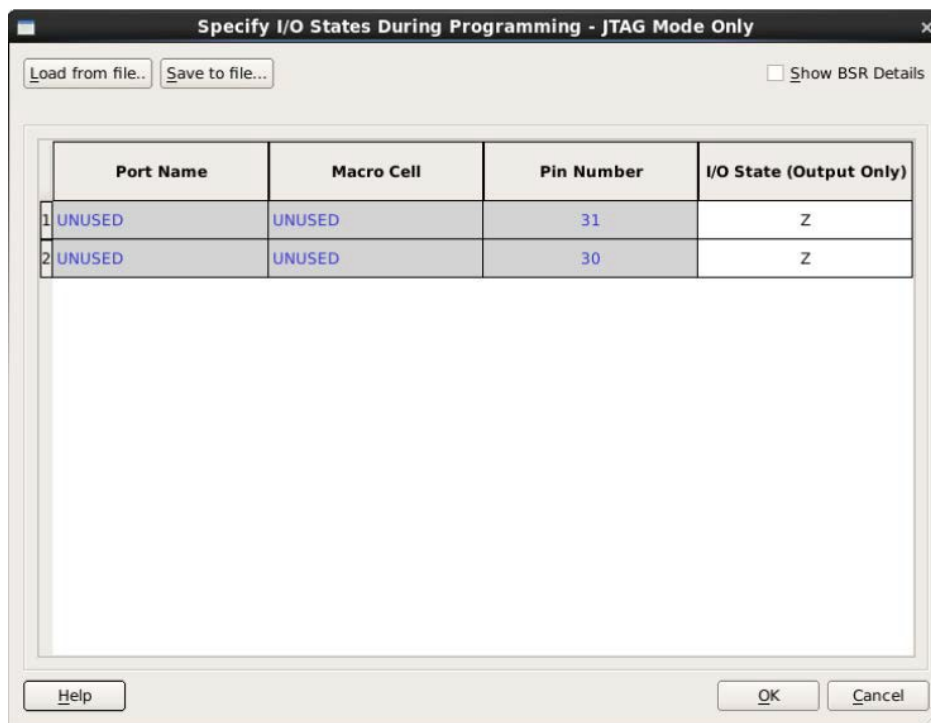 Specify I/O States During Programming - JTAG Mode Only
Load from file.. Save to file... Show BSR Details
Port Name Macro Cell Pin Number I/O State (Output Only)
1 UNUSED UNUSED 31 Z
2 UNUSED UNUSED 30 Z
Help OK Cancel